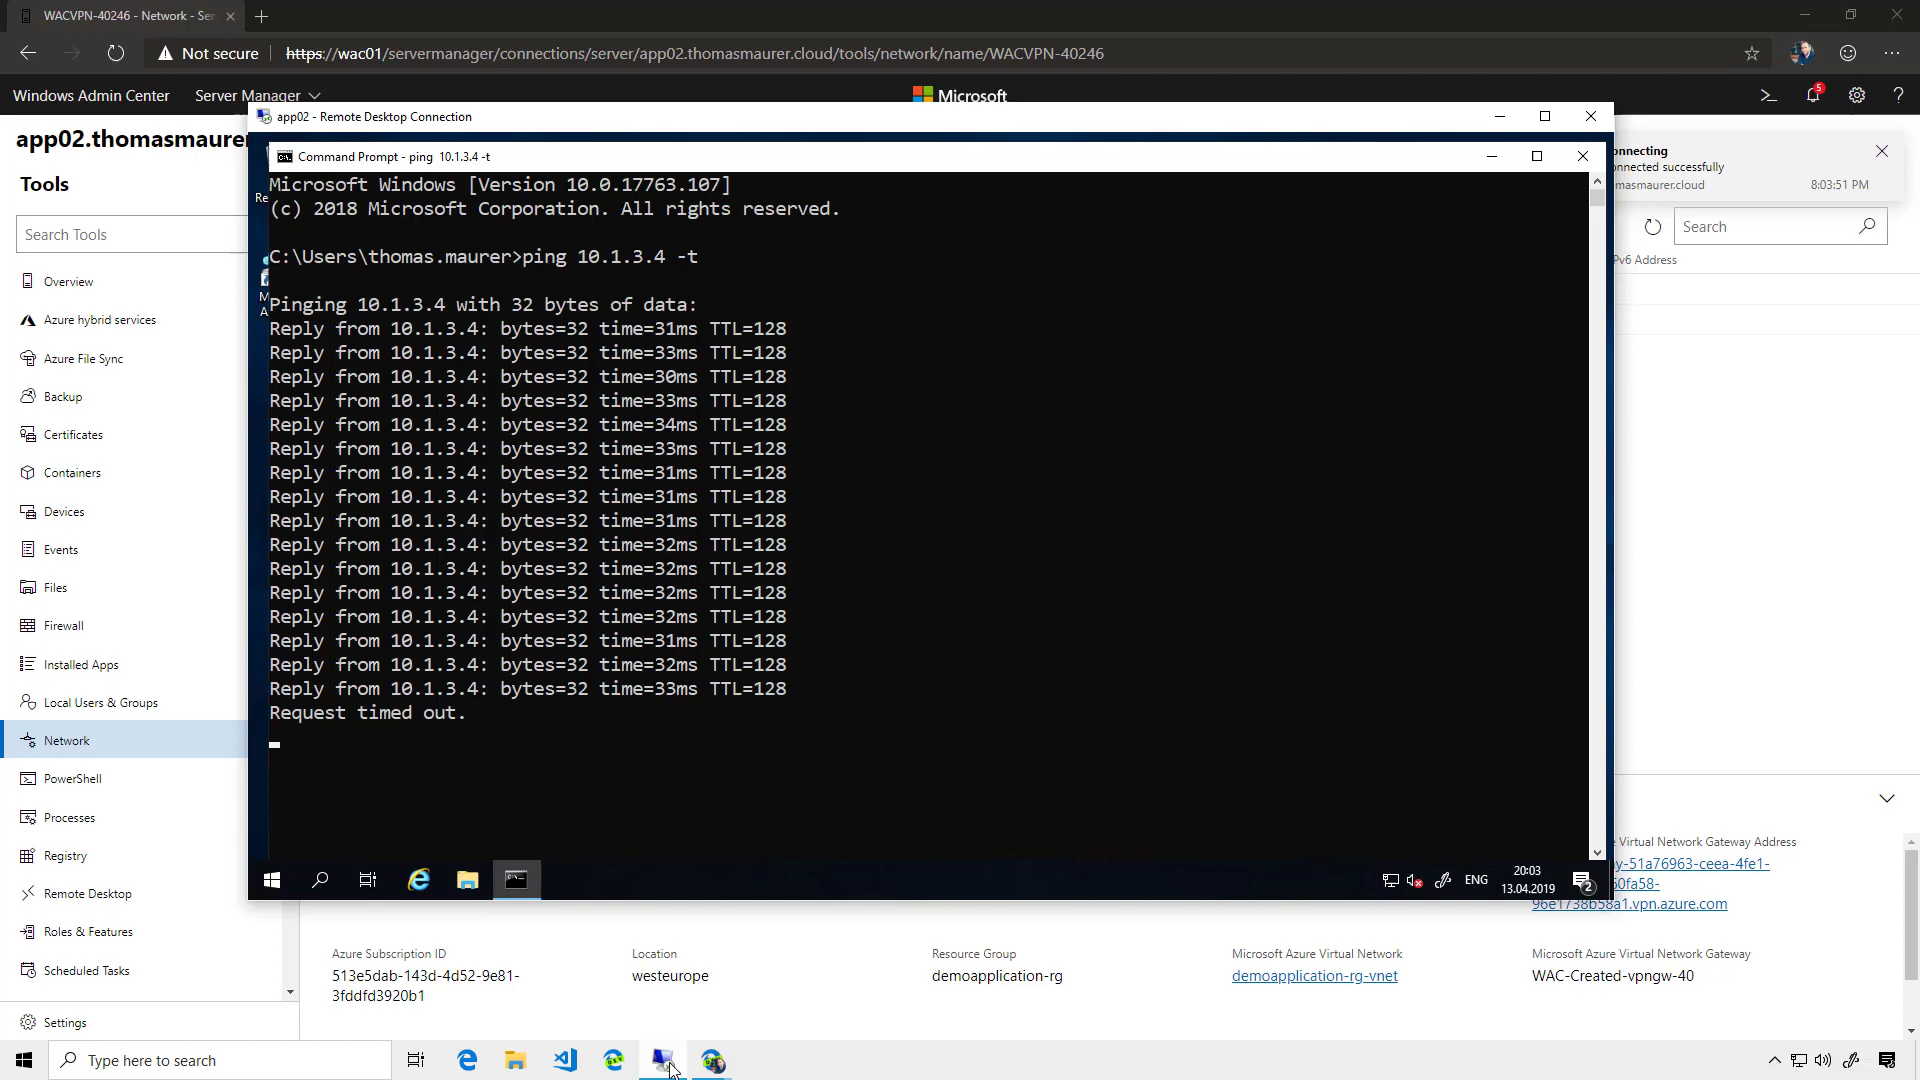 WACVPN-40246 - Network - Ser
Not secure
https://wac01/servermanager/connections/server/app02.thomasmaurer.cloud/tools/network/name/WACVPN-40246
Windows Admin Center
Server Manager
Microsoft
5
app02.thomasmaurer
Tools
Search Tools
Overview
Azure hybrid services
Azure File Sync
Backup
Certificates
Containers
Devices
Events
Files
Firewall
Installed Apps
Local Users & Groups
Network
PowerShell
Processes
Registry
Remote Desktop
Roles & Features
Scheduled Tasks
Settings
app02 - Remote Desktop Connection
Command Prompt - ping 10.1.3.4 -t
Re
M
A
Microsoft Windows [Version 10.0.17763.107]
(c) 2018 Microsoft Corporation. All rights reserved.
C:\Users\thomas.maurer>ping 10.1.3.4 -t
Pinging 10.1.3.4 with 32 bytes of data:
Reply from 10.1.3.4: bytes=32 time=31ms TTL=128
Reply from 10.1.3.4: bytes=32 time=33ms TTL=128
Reply from 10.1.3.4: bytes=32 time=30ms TTL=128
Reply from 10.1.3.4: bytes=32 time=33ms TTL=128
Reply from 10.1.3.4: bytes=32 time=34ms TTL=128
Reply from 10.1.3.4: bytes=32 time=33ms TTL=128
Reply from 10.1.3.4: bytes=32 time=31ms TTL=128
Reply from 10.1.3.4: bytes=32 time=31ms TTL=128
Reply from 10.1.3.4: bytes=32 time=31ms TTL=128
Reply from 10.1.3.4: bytes=32 time=32ms TTL=128
Reply from 10.1.3.4: bytes=32 time=32ms TTL=128
Reply from 10.1.3.4: bytes=32 time=32ms TTL=128
Reply from 10.1.3.4: bytes=32 time=32ms TTL=128
Reply from 10.1.3.4: bytes=32 time=31ms TTL=128
Reply from 10.1.3.4: bytes=32 time=32ms TTL=128
Reply from 10.1.3.4: bytes=32 time=33ms TTL=128
Request timed out.
ENG
20:03
13.04.2019
2
onnecting
nnected successfully
masmaurer.cloud
8:03:51 PM
Search
Pv6 Address
Virtual Network Gateway Address
y-51a76963-ceea-4fe1-
60fa58-
96e1738b58a1.vpn.azure.com
Azure Subscription ID
513e5dab-143d-4d52-9e81-
3fddfd3920b1
Location
westeurope
Resource Group
demoapplication-rg
Microsoft Azure Virtual Network
demoapplication-rg-vnet
Microsoft Azure Virtual Network Gateway
WAC-Created-vpngw-40
Type here to search
DEV